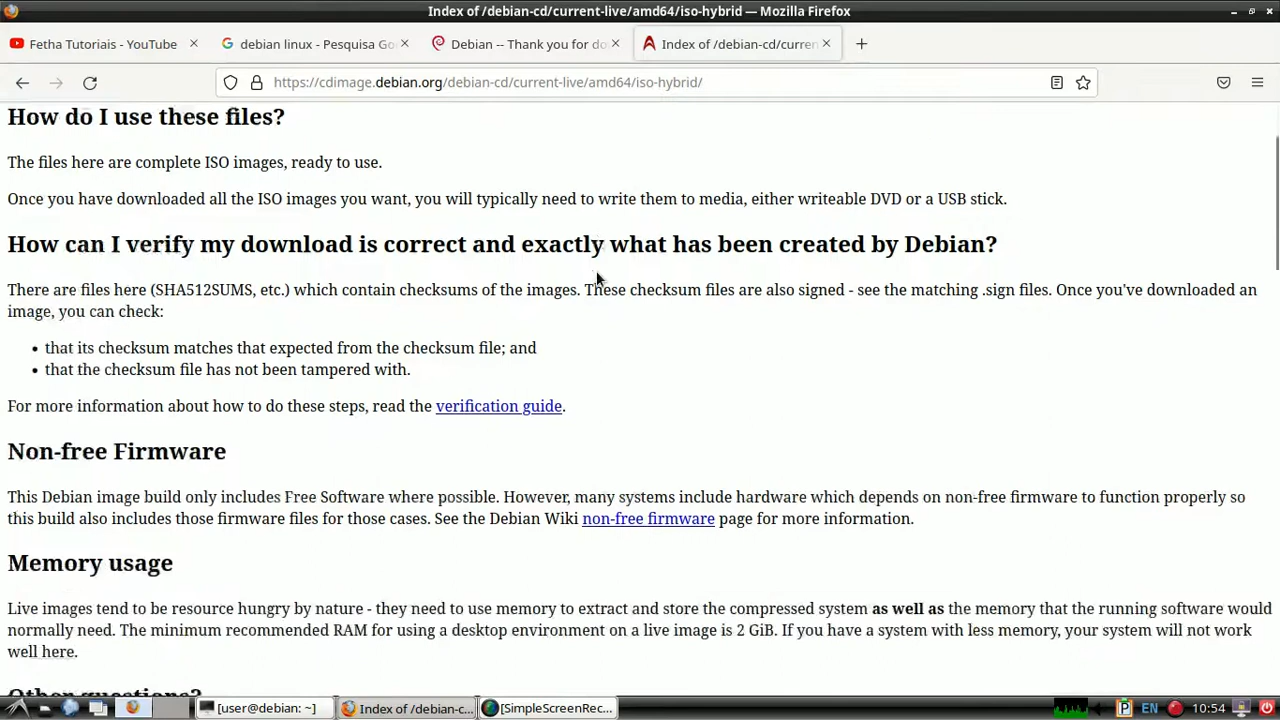 Index of /debian-cd/current-live/amd64/iso-hybrid — Mozilla Firefox
Fetha Tutoriais - YouTube
debian linux - Pesquisa Go
Debian -- Thank you for do
Index of /debian-cd/curren
https://cdimage.debian.org/debian-cd/current-live/amd64/iso-hybrid/
How do I use these files?
The files here are complete ISO images, ready to use.
Once you have downloaded all the ISO images you want, you will typically need to write them to media, either writeable DVD or a USB stick.
How can I verify my download is correct and exactly what has been created by Debian?
There are files here (SHA512SUMS, etc.) which contain checksums of the images. These checksum files are also signed - see the matching .sign files. Once you've downloaded an
image, you can check:
• that its checksum matches that expected from the checksum file; and
• that the checksum file has not been tampered with.
For more information about how to do these steps, read the verification guide.
Non-free Firmware
This Debian image build only includes Free Software where possible. However, many systems include hardware which depends on non-free firmware to function properly so
this build also includes those firmware files for those cases. See the Debian Wiki non-free firmware page for more information.
Memory usage
Live images tend to be resource hungry by nature - they need to use memory to extract and store the compressed system as well as the memory that the running software would
normally need. The minimum recommended RAM for using a desktop environment on a live image is 2 GiB. If you have a system with less memory, your system will not work
well here.
Other questions?
[user@debian: ~]
Index of /debian-c...
[SimpleScreenRec...
EN
10:54